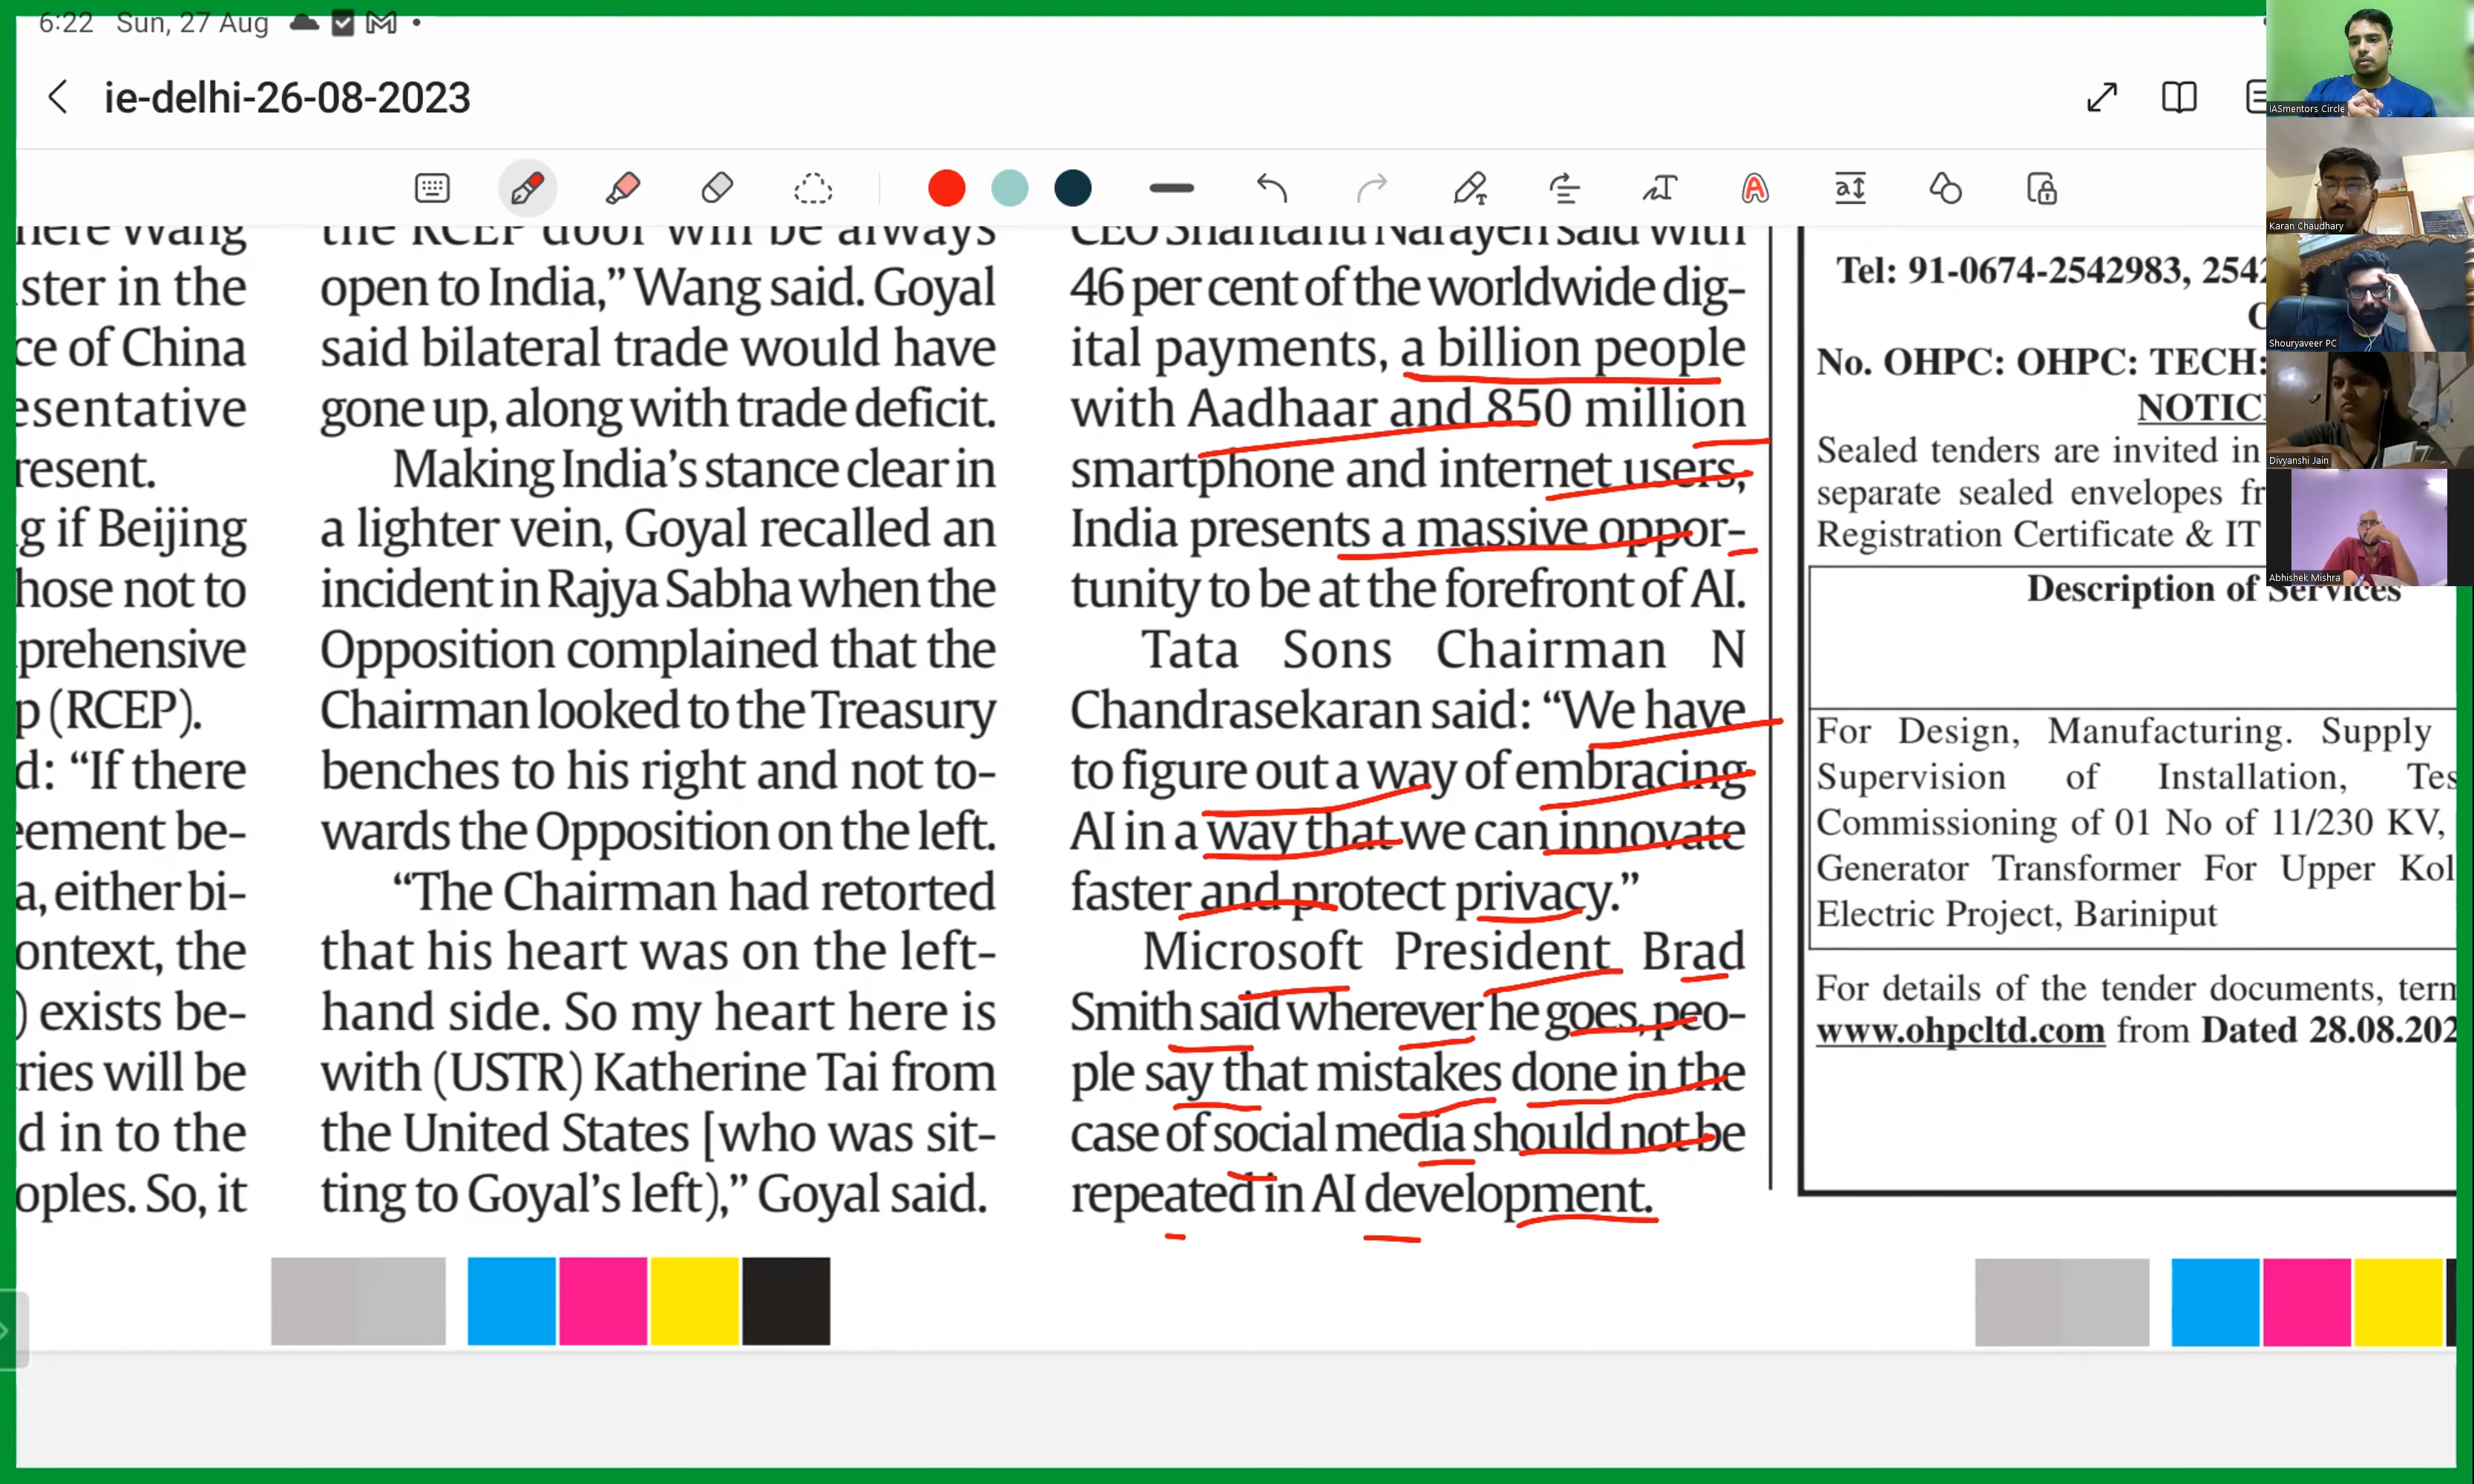 6:22 Sun, 27 Aug
ie-delhi-26-08-2023
here Wang
ster in the
ce of China
esentative
resent.
g if Beijing
hose not to
prehensive
p (RCEP).
d: “If there
eement be-
a, either bi-
ontext, the
) exists be-
ries will be
d in to the
oples. So, it
the RCEP door will be always
open to India,” Wang said. Goyal
said bilateral trade would have
gone up, along with trade deficit.
Making India’s stance clear in
a lighter vein, Goyal recalled an
incident in Rajya Sabha when the
Opposition complained that the
Chairman looked to the Treasury
benches to his right and not to-
wards the Opposition on the left.
“The Chairman had retorted
that his heart was on the left-
hand side. So my heart here is
with (USTR) Katherine Tai from
the United States [who was sit-
ting to Goyal’s left),” Goyal said.
CEO Shantanu Narayen said with
46 per cent of the worldwide dig-
ital payments, a billion people
with Aadhaar and 850 million
smartphone and internet users,
India presents a massive oppor-
tunity to be at the forefront of AI.
Tata Sons Chairman N
Chandrasekaran said: “We have
to figure out a way of embracing
AI in a way that we can innovate
faster and protect privacy.”
Microsoft President Brad
Smith said wherever he goes, peo-
ple say that mistakes done in the
case of social media should not be
repeated in AI development.
Tel: 91-0674-2542983, 2542
No. OHPC: OHPC: TECH:
NOTIC
Sealed tenders are invited in
separate sealed envelopes fr
Registration Certificate & IT
Description of Services
For Design, Manufacturing. Supply
Supervision of Installation, Tes
Commissioning of 01 No of 11/230 KV,
Generator Transformer For Upper Kol
Electric Project, Bariniput
For details of the tender documents, term
www.ohpcltd.com from Dated 28.08.202
IASmentors Circle
Karan Chaudhary
Shouryaveer PC
Divyanshi Jain
Abhishek Mishra